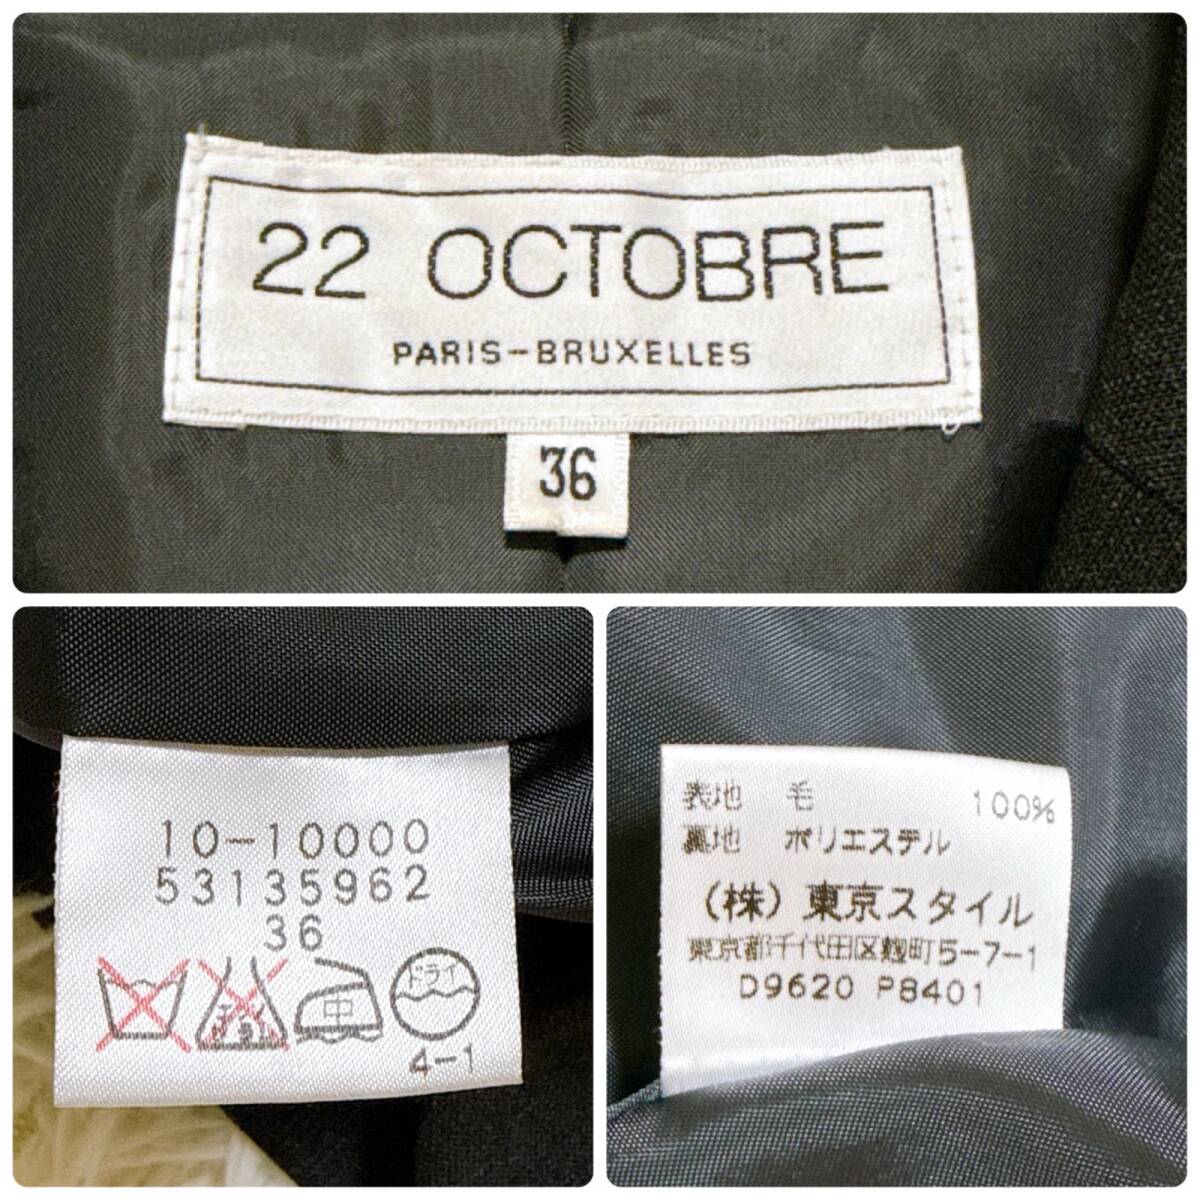 22 OCTOBRE
PARIS-BRUXELLES
36
10-10000
53135962
36
中
ドライ
4-1
表地 毛 100%
裏地 ポリエステル
(株)東京スタイル
東京都千代田区麹町5-7-1
D9620 P8401